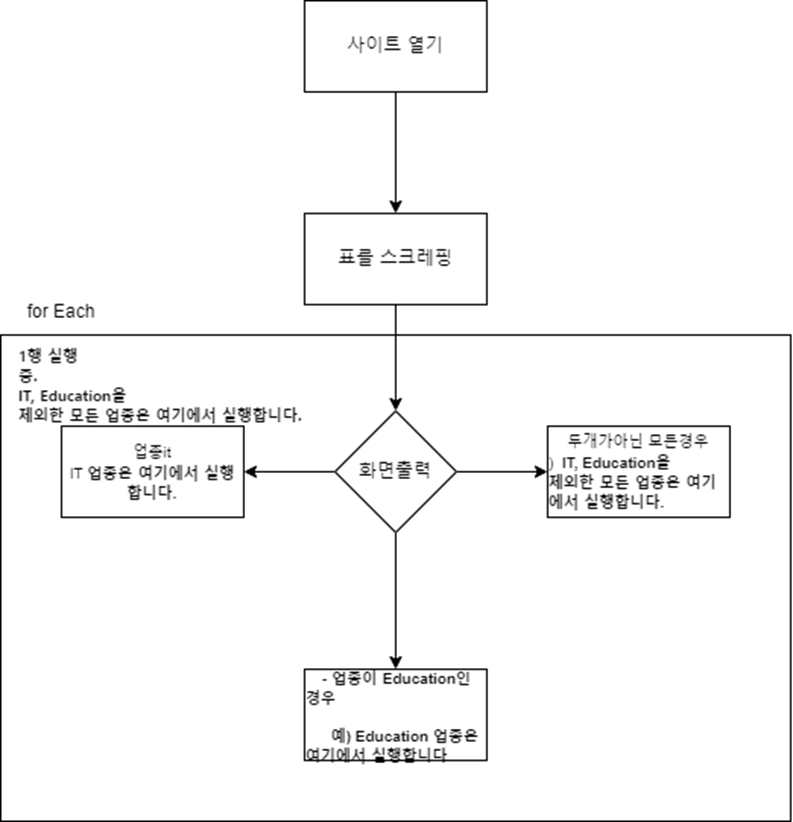 사이트 열기
표를 스크레핑
for Each
1행 실행
중.
IT, Education을
제외한 모든 업종은 여기에서 실행합니다.
업종it
IT 업종은 여기에서 실행
합니다.
화면출력
두개가아닌 모든경우
) IT, Education을
제외한 모든 업종은 여기
에서 실행합니다.
- 업종이 Education인
경우
예) Education 업종은
여기에서 실행합니다